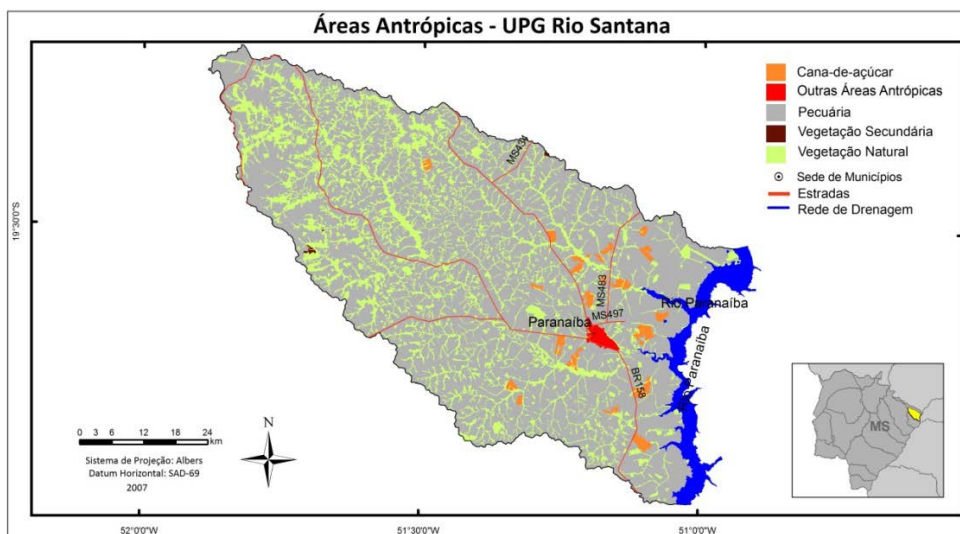 Áreas Antrópicas - UPG Rio Santana
Cana-de-açúcar
Outras Áreas Antrópicas
Pecuária
Vegetação Secundária
Vegetação Natural
Sede de Municípios
Estradas
Rede de Drenagem
MS431
19°30'0"S
MS483
Rio Paranaíba
MS497
Paranaíba
Paranaíba
BR158
MS
N
0 3 6 12 18 24
km
Sistema de Projeção: Albers
Datum Horizontal: SAD-69
2007
52°0'0"W
51°30'0"W
51°0'0"W